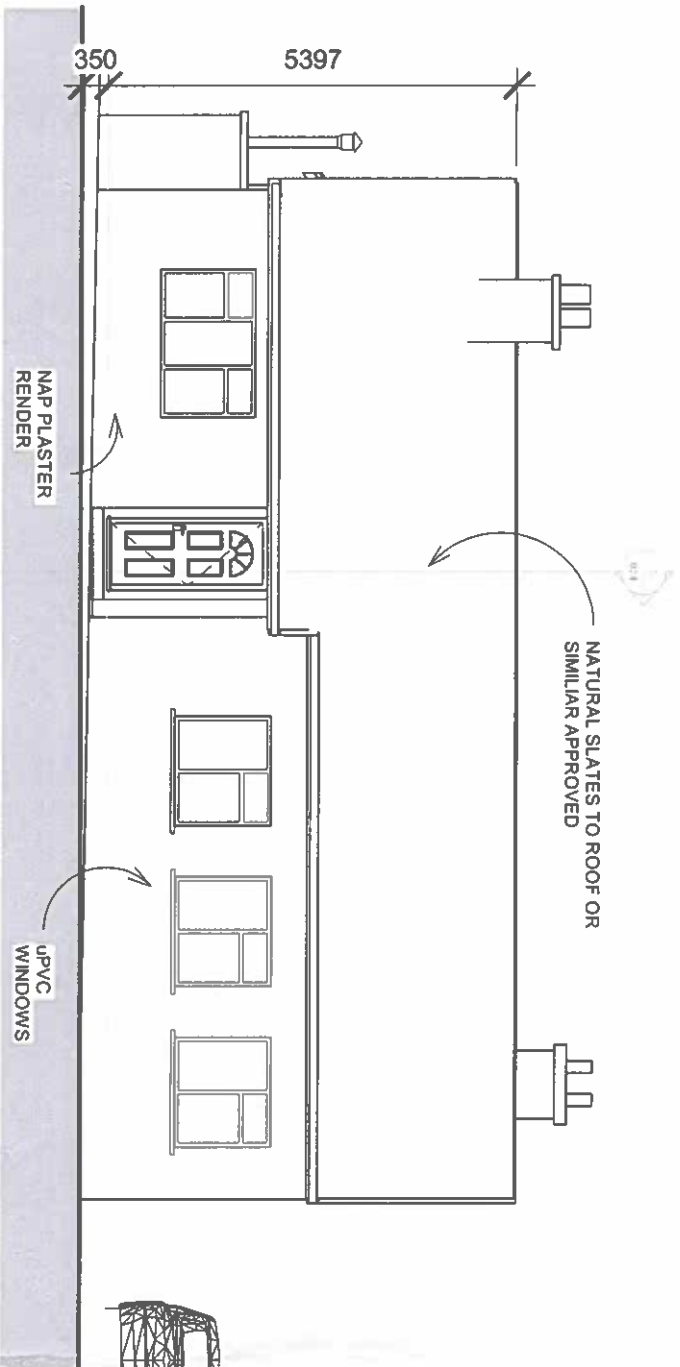 350
5397
NATURAL SLATES TO ROOF OR
SIMILIAR APPROVED
NAP PLASTER
RENDER
uPVC
WINDOWS